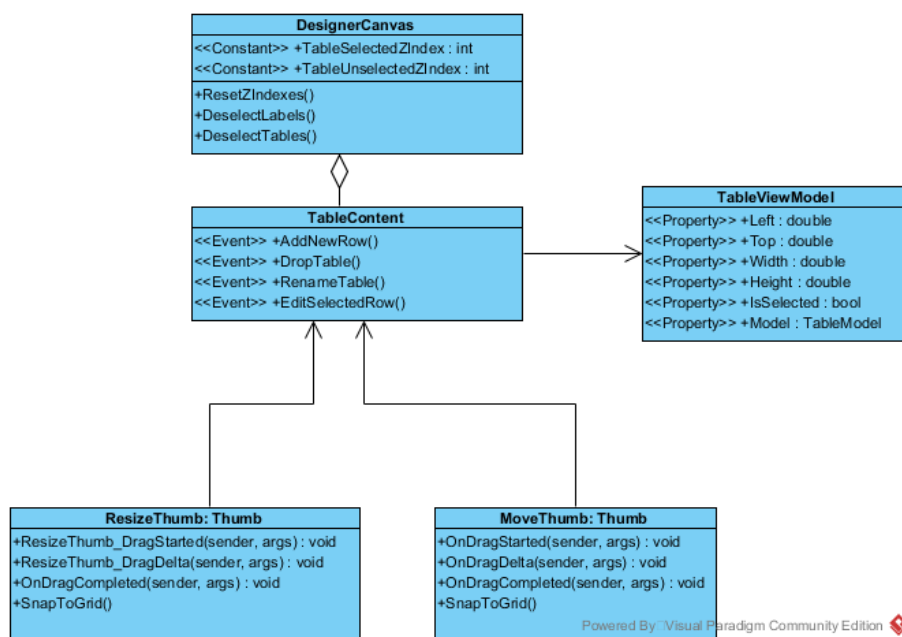 DesignerCanvas
<<Constant>> +TableSelectedZIndex : int
<<Constant>> +TableUnselectedZIndex : int
+ResetZIndexes()
+DeselectLabels()
+DeselectTables()
TableContent
<<Event>> +AddNewRow()
<<Event>> +DropTable()
<<Event>> +RenameTable()
<<Event>> +EditSelectedRow()
TableViewModel
<<Property>> +Left : double
<<Property>> +Top : double
<<Property>> +Width : double
<<Property>> +Height : double
<<Property>> +IsSelected : bool
<<Property>> +Model : TableModel
ResizeThumb: Thumb
+ResizeThumb_DragStarted(sender, args) : void
+ResizeThumb_DragDelta(sender, args) : void
+OnDragCompleted(sender, args) : void
+SnapToGrid()
MoveThumb: Thumb
+OnDragStarted(sender, args) : void
+OnDragDelta(sender, args) : void
+OnDragCompleted(sender, args) : void
+SnapToGrid()
Powered By Visual Paradigm Community Edition